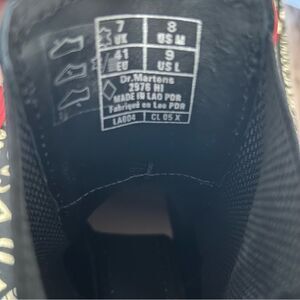 7 UK 8 US M
41 EU 9 US L
Dr.Martens
2976 HI
MADE IN LAO PDR
Fabriqué en Lao PDR
LA004 CL 05 X